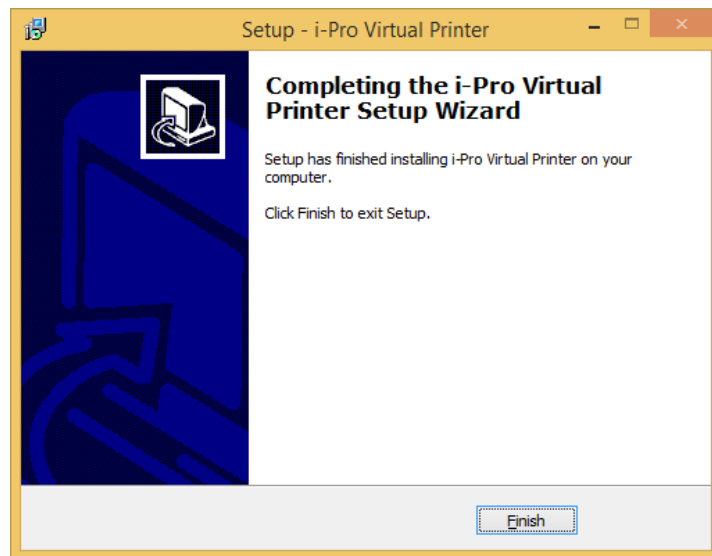 Setup - i-Pro Virtual Printer
Completing the i-Pro Virtual
Printer Setup Wizard
Setup has finished installing i-Pro Virtual Printer on your
computer.
Click Finish to exit Setup.
Finish